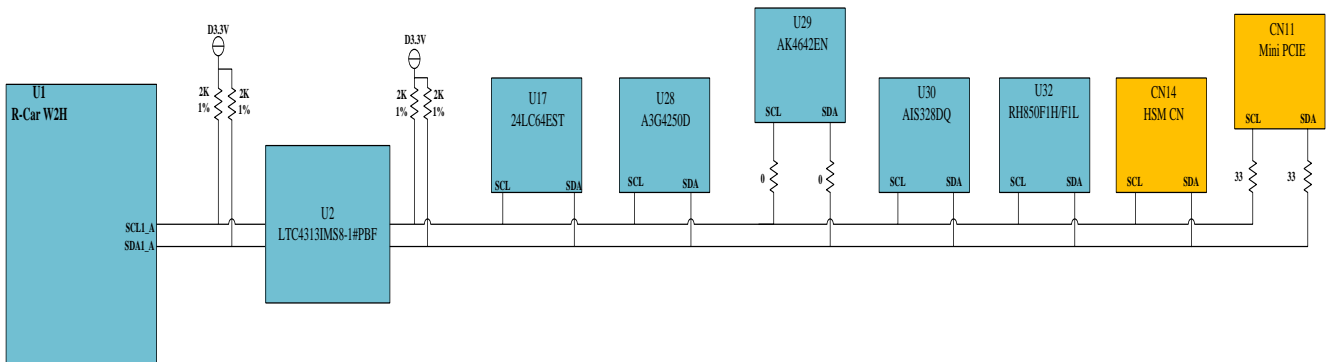 U1
R-Car W2H
SCL1_A
SDA1_A
D3.3V
2K
1%
2K
1%
U2
LTC4313IMS8-1#PBF
D3.3V
2K
1%
2K
1%
U17
24LC64EST
SCL
SDA
U28
A3G4250D
SCL
SDA
U29
AK4642EN
SCL
SDA
0
0
U30
AIS328DQ
SCL
SDA
U32
RH850F1H/F1L
SCL
SDA
CN14
HSM CN
SCL
SDA
CN11
Mini PCIE
SCL
SDA
33
33